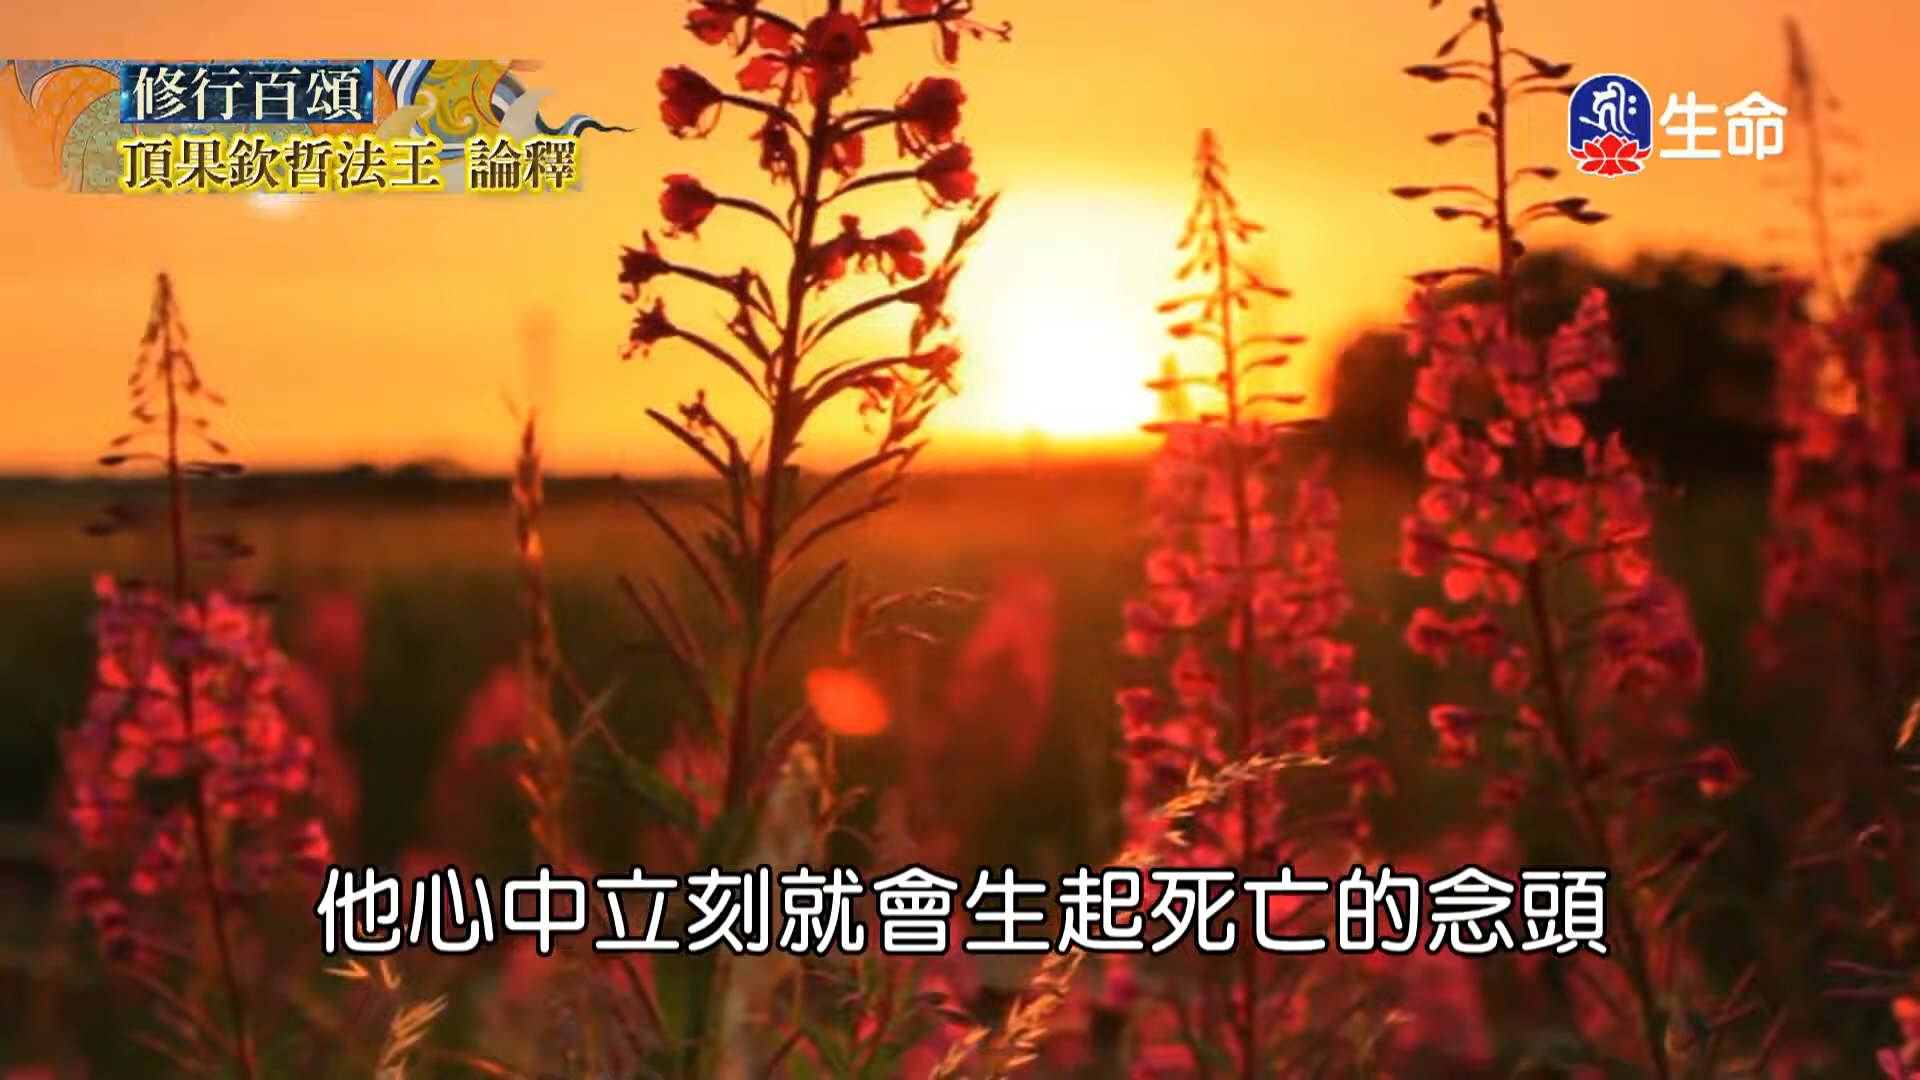 修行百頌
頂果欽哲法王 論釋
生命
他心中立刻就會生起死亡的念頭